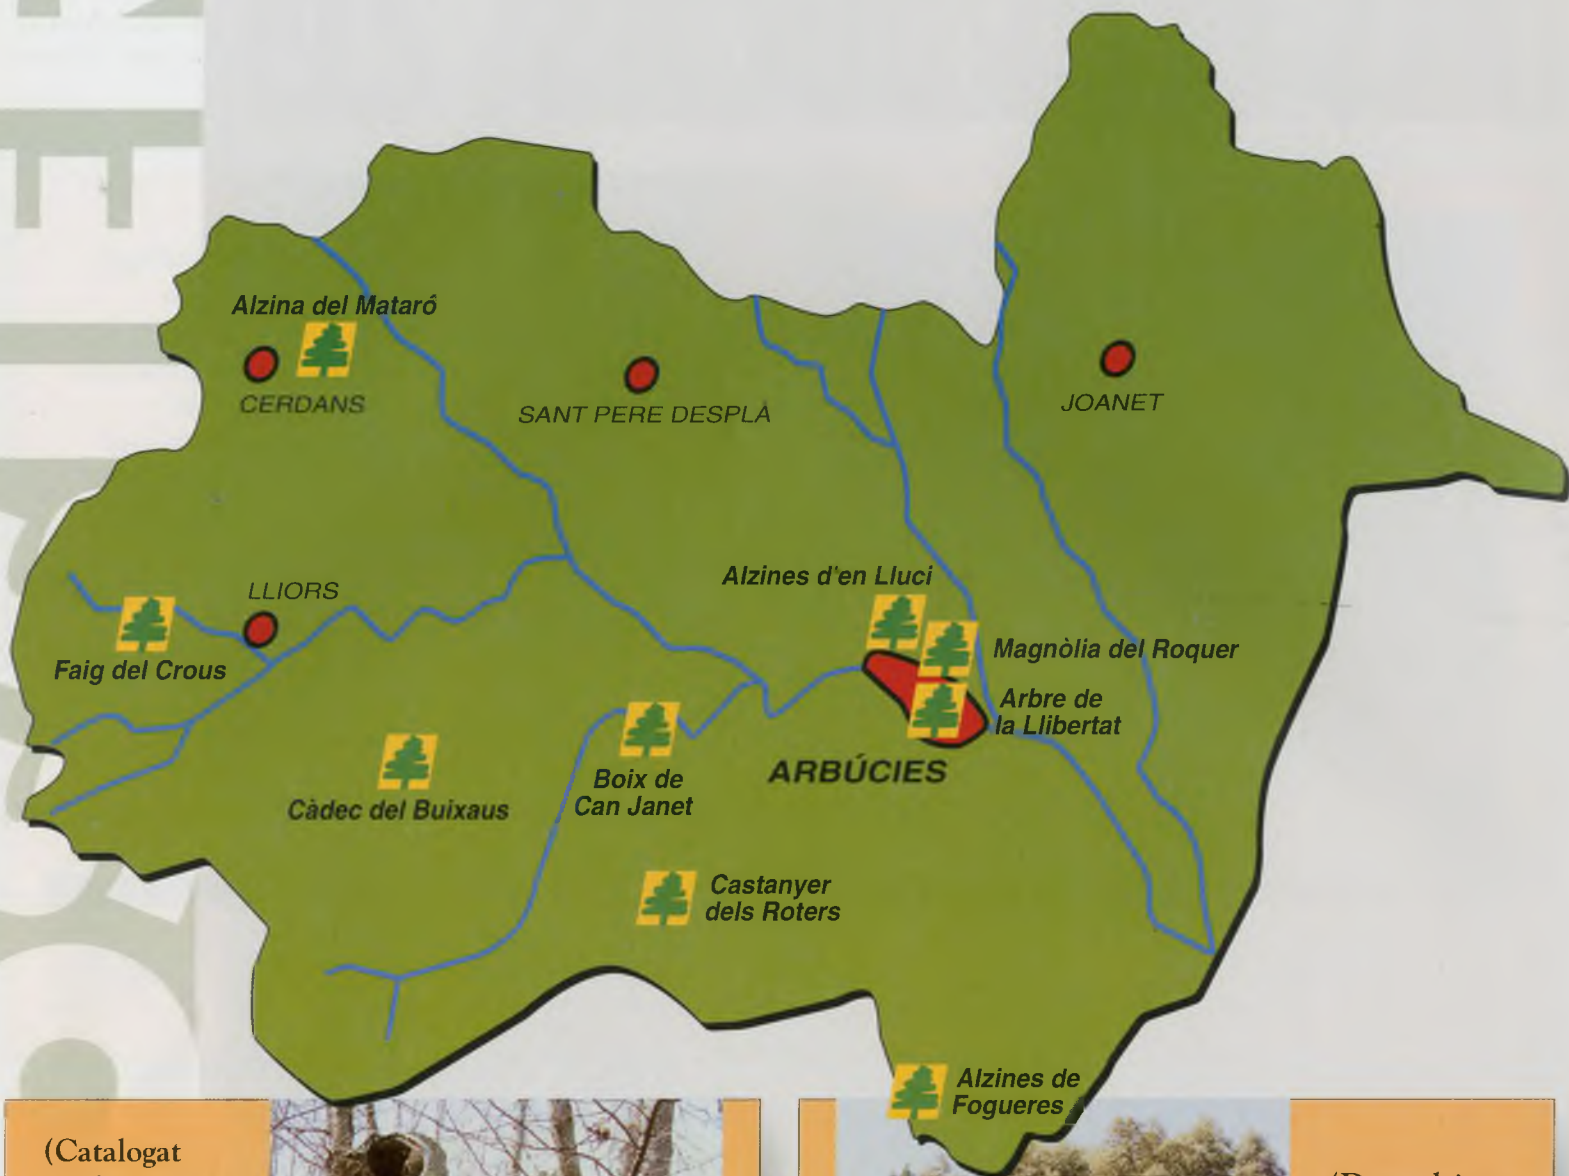 Alzina del Mataró
CERDANS
SANT PERE DESPLÀ
JOANET
LLIORS
Faig del Crous
Alzines d'en Lluci
Magnòlia del Roquer
Arbre de
la Llibertat
ARBÚCIES
Boix de
Can Janet
Càdec del Buixaus
Castanyer
dels Roters
Alzines de
Fogueres
(Catalogat